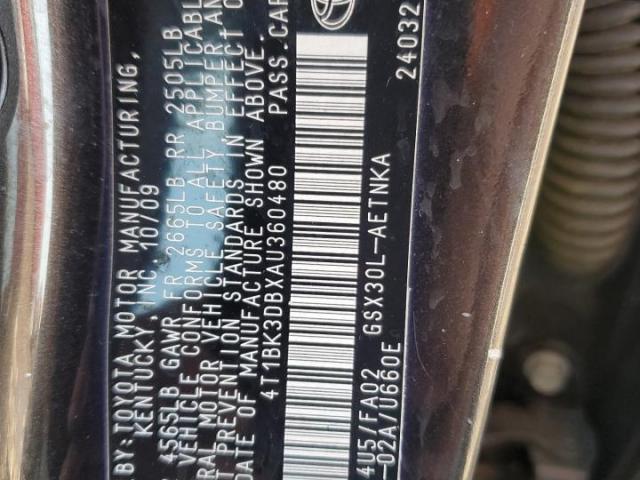 BY: TOYOTA MOTOR MANUFACTURING,
KENTUCKY, INC 10/09
4565LB GAWR FR 2665LB RR 2505LB
VEHICLE CONFORMS TO ALL APPLICABLE
MOTOR VEHICLE SAFETY BUMPER AND
PREVENTION STANDARDS IN EFFECT
DATE OF MANUFACTURE SHOWN ABOVE.
4T1BK3DBXAU360480 PASS.CAR
4U5/FA02 GSX30L-AETNKA
-02A/U660E
24032